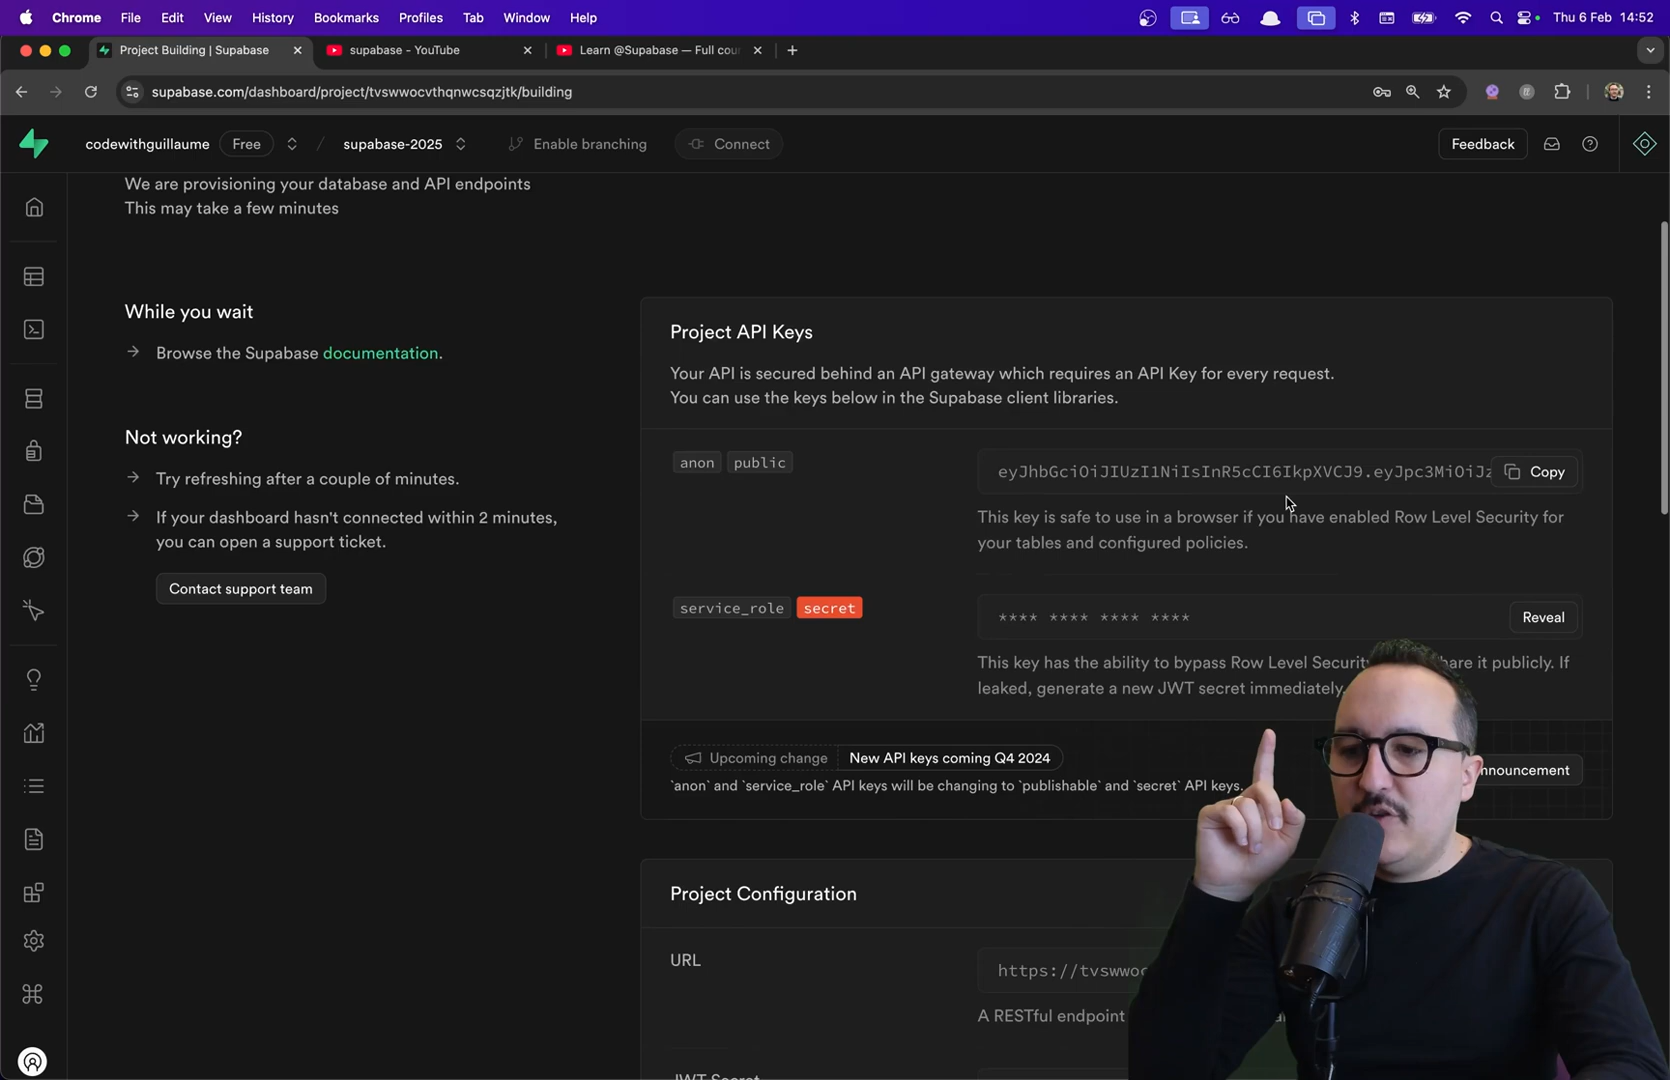 Chrome File Edit View History Bookmarks Profiles Tab Window Help Thu 6 Feb 14:52
Project Building | Supabase supabase - YouTube Learn @Supabase — Full cou
supabase.com/dashboard/project/tvswwocvthqnwcsqzjtk/building
codewithguillaume Free / supabase-2025 Enable branching Connect Feedback
We are provisioning your database and API endpoints
This may take a few minutes
While you wait
Browse the Supabase documentation.
Not working?
Try refreshing after a couple of minutes.
If your dashboard hasn't connected within 2 minutes,
you can open a support ticket.
Contact support team
Project API Keys
Your API is secured behind an API gateway which requires an API Key for every request.
You can use the keys below in the Supabase client libraries.
anon public
eyJhbGciOiJIUzI1NiIsInR5cCI6IkpXVCJ9.eyJpc3MiOiJz Copy
This key is safe to use in a browser if you have enabled Row Level Security for
your tables and configured policies.
service_role secret
**** **** **** **** Reveal
This key has the ability to bypass Row Level Security hare it publicly. If
leaked, generate a new JWT secret immediately.
Upcoming change New API keys coming Q4 2024
`anon` and `service_role` API keys will be changing to `publishable` and `secret` API keys.
nnouncement
Project Configuration
URL
https://tvswwoc
A RESTful endpoint
JWT Secret